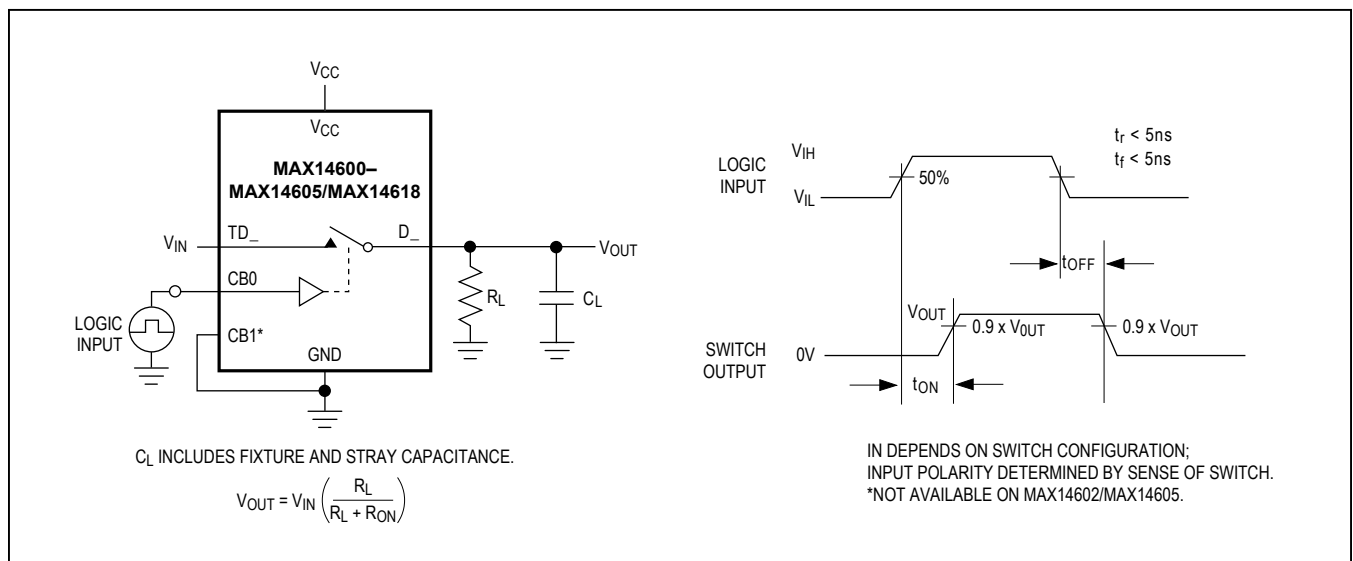 VCC
VCC
MAX14600–
MAX14605/MAX14618
VIN
TD_
D_
VOUT
CB0
RL
CL
LOGIC
INPUT
CB1*
GND
CL INCLUDES FIXTURE AND STRAY CAPACITANCE.
VOUT = VIN ( RL / RL + RON )
LOGIC
INPUT
VIH
VIL
50%
tr < 5ns
tf < 5ns
tOFF
SWITCH
OUTPUT
VOUT
0V
0.9 x V0UT
0.9 x VOUT
tON
IN DEPENDS ON SWITCH CONFIGURATION;
INPUT POLARITY DETERMINED BY SENSE OF SWITCH.
*NOT AVAILABLE ON MAX14602/MAX14605.